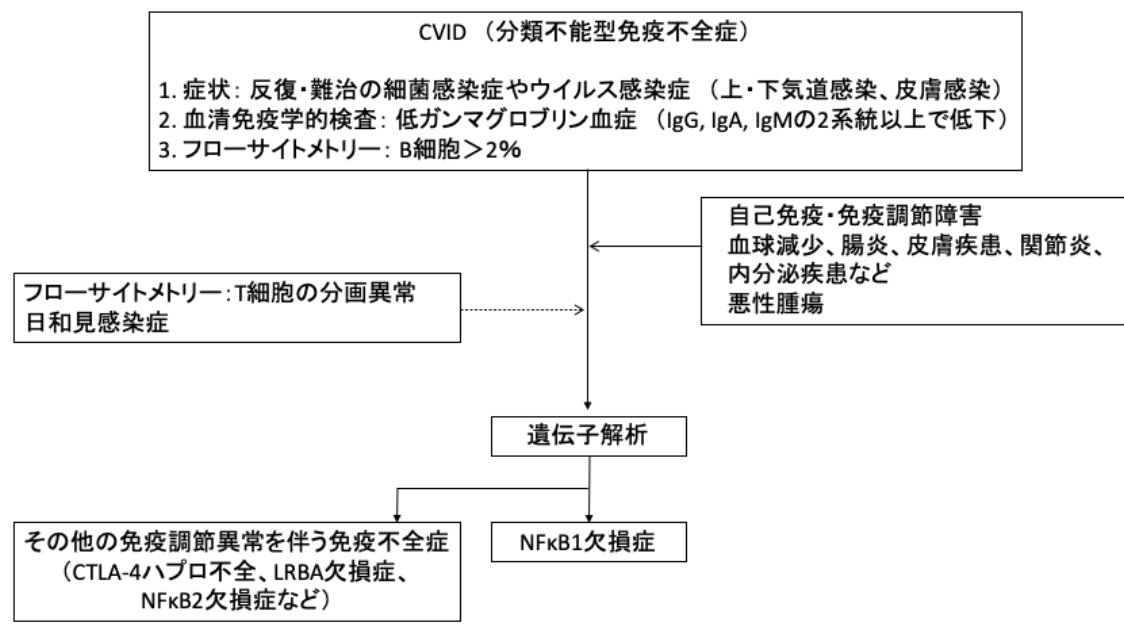 CVID （分類不能型免疫不全症）
1. 症状： 反復・難治の細菌感染症やウイルス感染症 （上・下気道感染、皮膚感染）
2. 血清免疫学的検査： 低ガンマグロブリン血症 （IgG, IgA, IgMの2系統以上で低下）
3. フローサイトメトリー： B細胞＞2%
自己免疫・免疫調節障害
血球減少、腸炎、皮膚疾患、関節炎、
内分泌疾患など
悪性腫瘍
フローサイトメトリー：T細胞の分画異常
日和見感染症
遺伝子解析
その他の免疫調節異常を伴う免疫不全症
（CTLA-4ハプロ不全、LRBA欠損症、
NFκB2欠損症など）
NFκB1欠損症